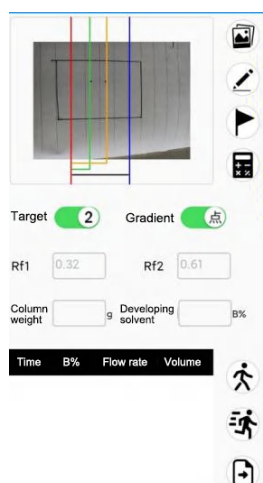 Target 2 Gradient 点
Rf1 0.32 Rf2 0.61
Column weight g Developing solvent B%
Time B% Flow rate Volume